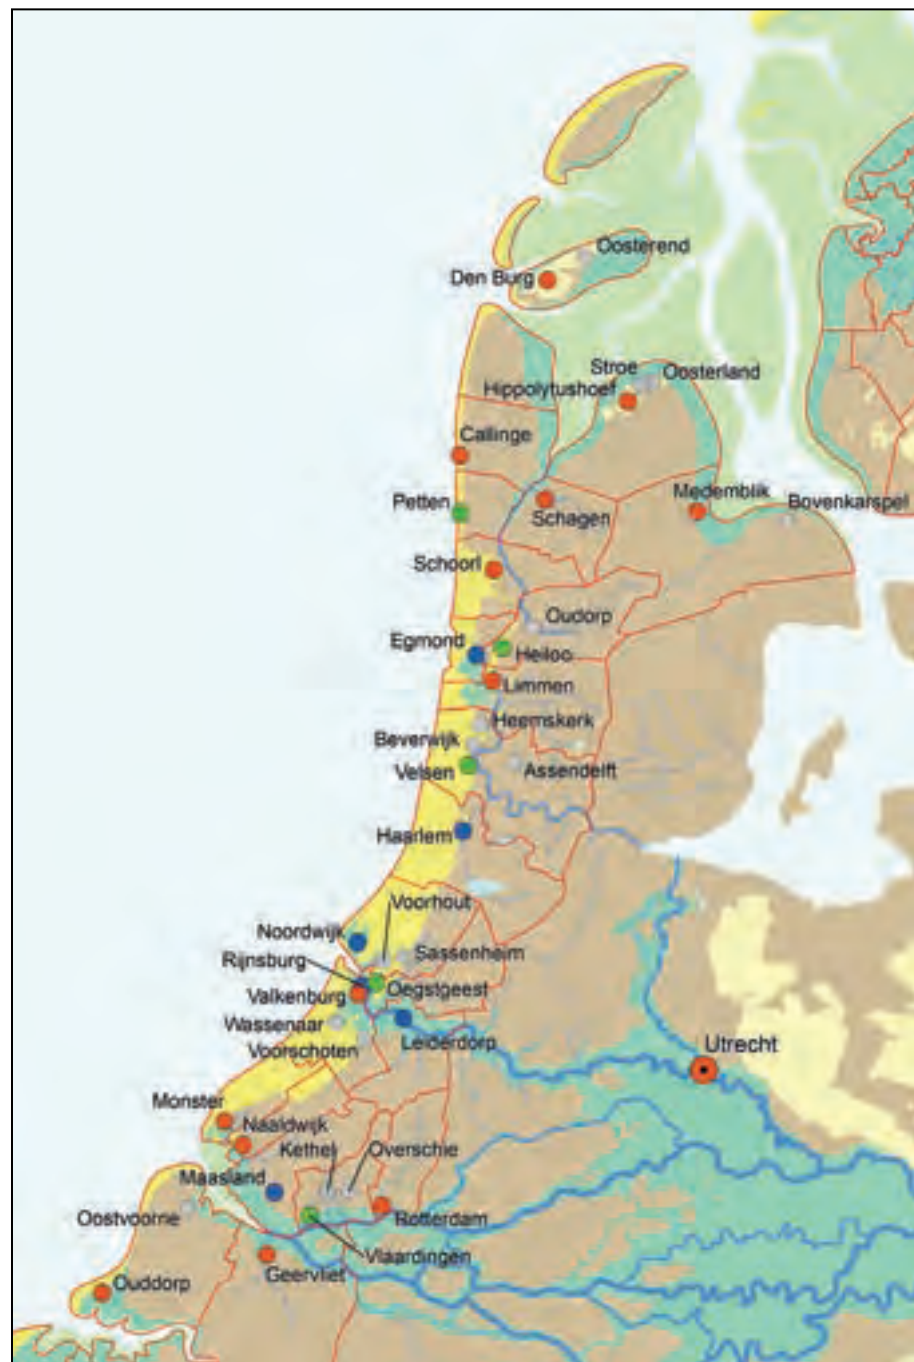 Oosterend
Den Burg
Stroe
Oosterland
Hippolytushoef
Callinge
Petten
Schagen
Medemblik
Bovenkarspel
Schoorl
Oudorp
Egmond
Heiloo
Limmen
Heemskerk
Beverwijk
Velsen
Assendelft
Haarlem
Voorhout
Noordwijk
Sassenheim
Rijnsburg
Valkenburg
Oegstgeest
Wassenaar
Voorschoten
Leiderdorp
Utrecht
Monster
Naaldwijk
Kethel
Overschie
Maasland
Oostvoorne
Rotterdam
Vlaardingen
Geervliet
Ouddorp